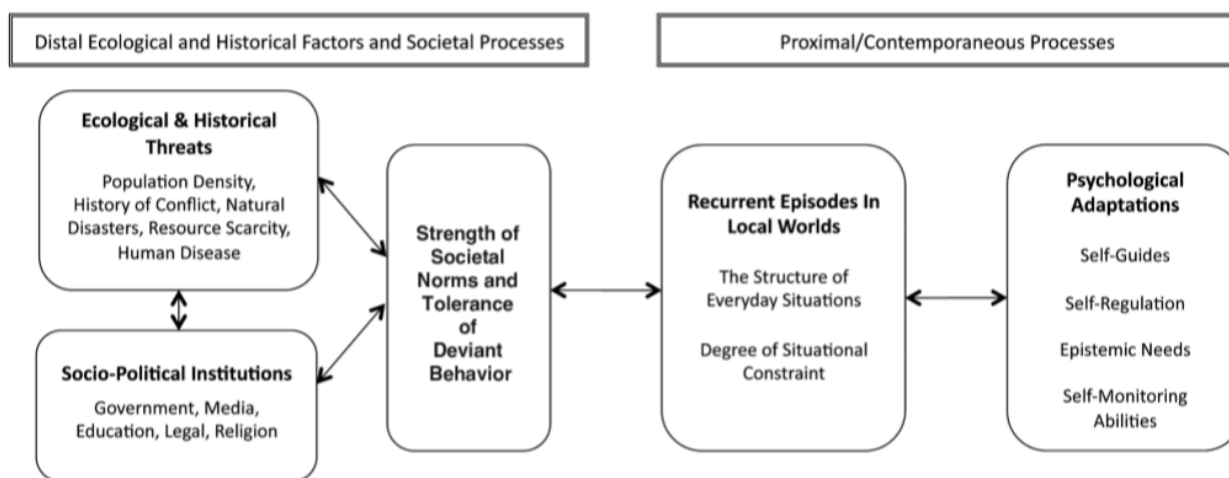 Distal Ecological and Historical Factors and Societal Processes
Proximal/Contemporaneous Processes
Ecological & Historical
Threats
Population Density,
History of Conflict, Natural
Disasters, Resource Scarcity,
Human Disease
Socio-Political Institutions
Government, Media,
Education, Legal, Religion
Strength of
Societal
Norms and
Tolerance
of
Deviant
Behavior
Recurrent Episodes In
Local Worlds
The Structure of
Everyday Situations
Degree of Situational
Constraint
Psychological
Adaptations
Self-Guides
Self-Regulation
Epistemic Needs
Self-Monitoring
Abilities